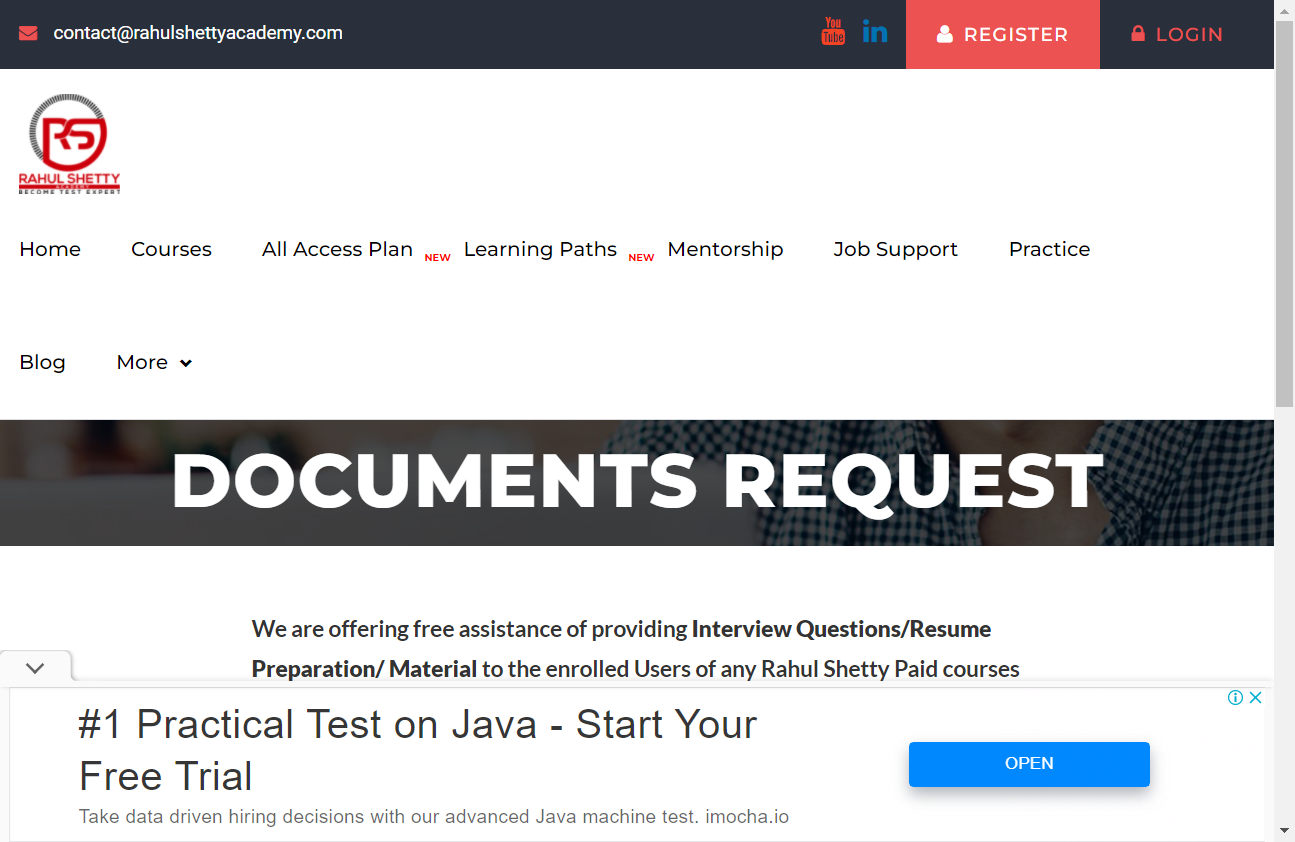 contact@rahulshettyacademy.com
You
Tube
in
REGISTER
LOGIN
RS
RAHUL SHETTY
ACADEMY
BECOME TEST EXPERT
Home
Courses
All Access Plan
NEW
Learning Paths
NEW
Mentorship
Job Support
Practice
Blog
More
DOCUMENTS REQUEST
We are offering free assistance of providing Interview Questions/Resume
Preparation/ Material to the enrolled Users of any Rahul Shetty Paid courses
#1 Practical Test on Java - Start Your
Free Trial
Take data driven hiring decisions with our advanced Java machine test. imocha.io
OPEN